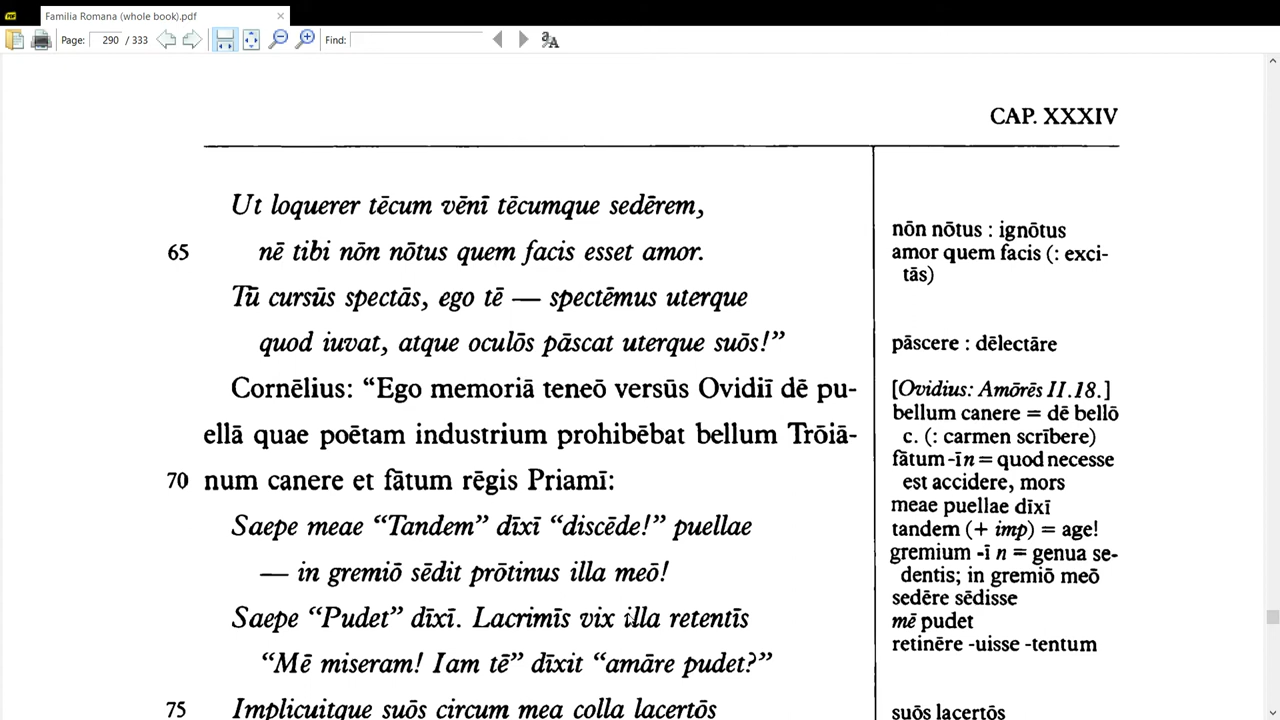 Familia Romana (whole book).pdf
Page: 290 / 333 Find:
CAP. XXXIV
Ut loquerer tēcum vēnī tēcumque sedērem,
65 nē tibi nōn nōtus quem facis esset amor.
Tū cursūs spectās, ego tē — spectēmus uterque
quod iuvat, atque oculōs pāscat uterque suōs!”
Cornēlius: “Ego memoriā teneō versūs Ovidiī dē pu-
ellā quae poētam industrium prohibēbat bellum Trōiā-
70 num canere et fātum rēgis Priamī:
Saepe meae “Tandem” dīxī “discēde!” puellae
— in gremiō sēdit prōtinus illa meō!
Saepe “Pudet” dīxī. Lacrimīs vix illa retentīs
“Mē miseram! Iam tē” dīxit “amāre pudet?”
75 Implicuitque suōs circum mea colla lacertōs
nōn nōtus : ignōtus
amor quem facis (: exci-
tās)
pāscere : dēlectāre
[Ovidius: Amōrēs II.18.]
bellum canere = dē bellō
c. (: carmen scrībere)
fātum -ī n = quod necesse
est accidere, mors
meae puellae dīxī
tandem (+ imp) = age!
gremium -ī n = genua se-
dentis; in gremiō meō
sedēre sēdisse
mē pudet
retinēre -uisse -tentum
suōs lacertōs